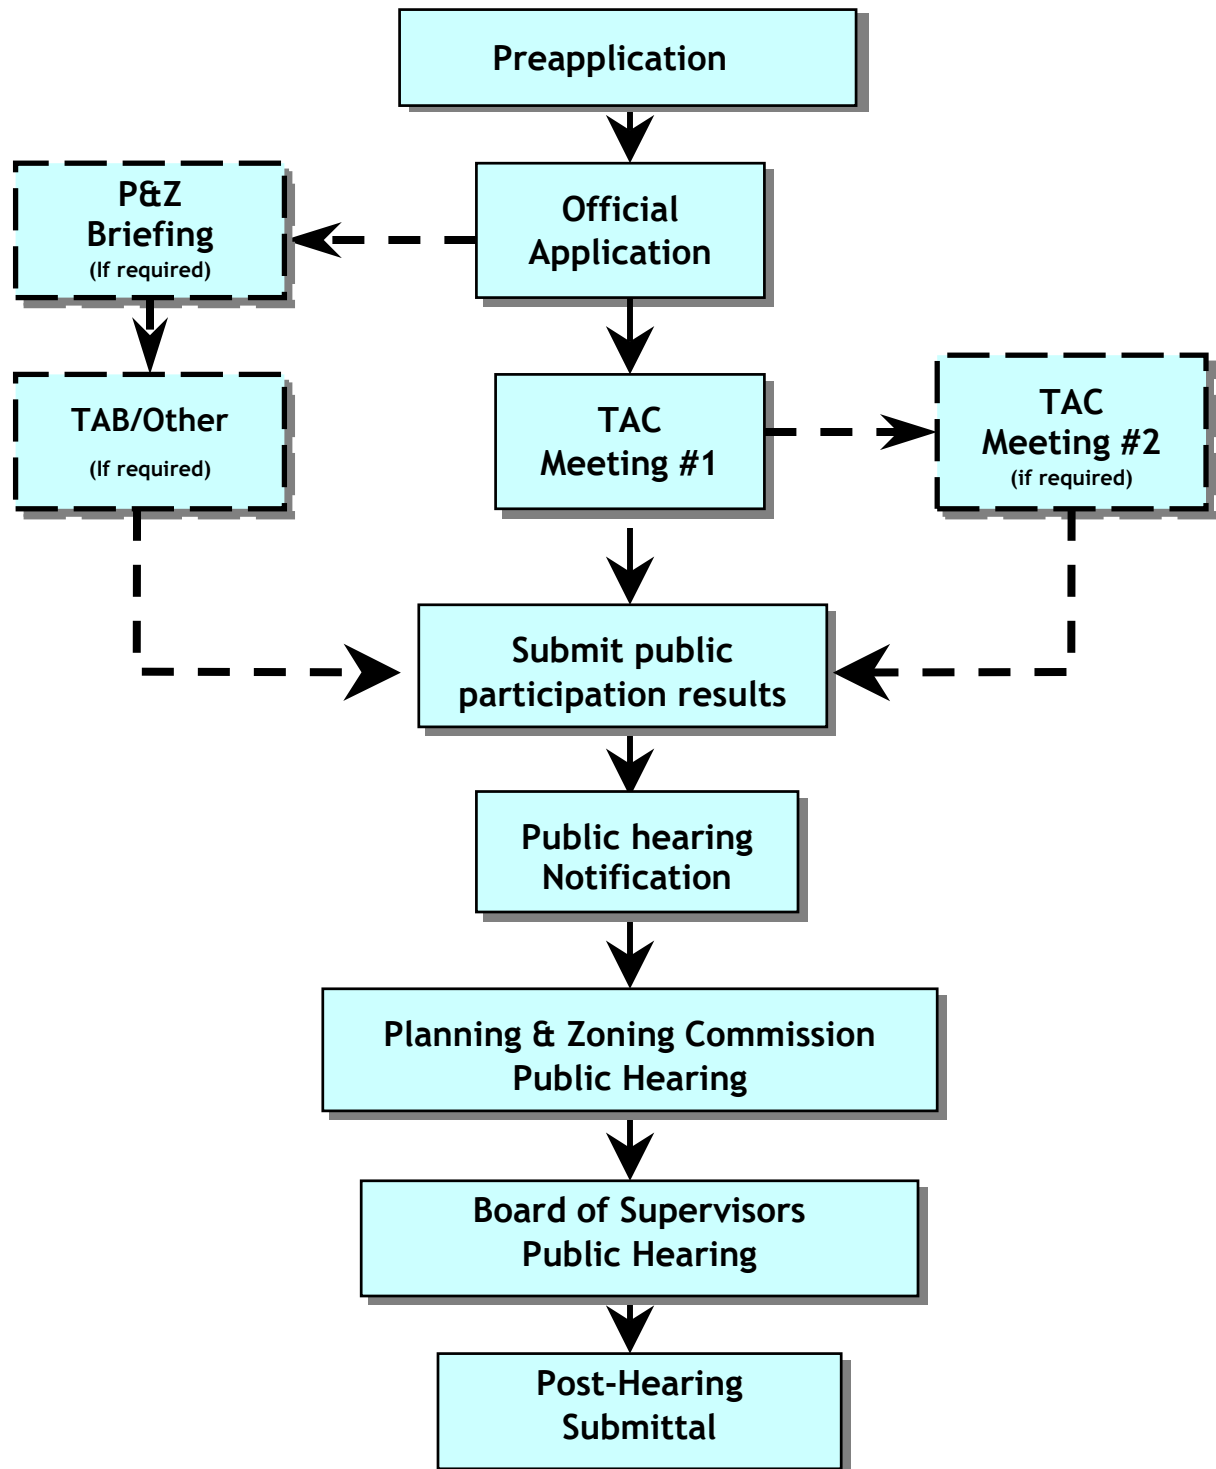 Preapplication
P&Z
Briefing
(If required)
Official
Application
TAB/Other
(If required)
TAC
Meeting #1
TAC
Meeting #2
(if required)
Submit public
participation results
Public hearing
Notification
Planning & Zoning Commission
Public Hearing
Board of Supervisors
Public Hearing
Post-Hearing
Submittal